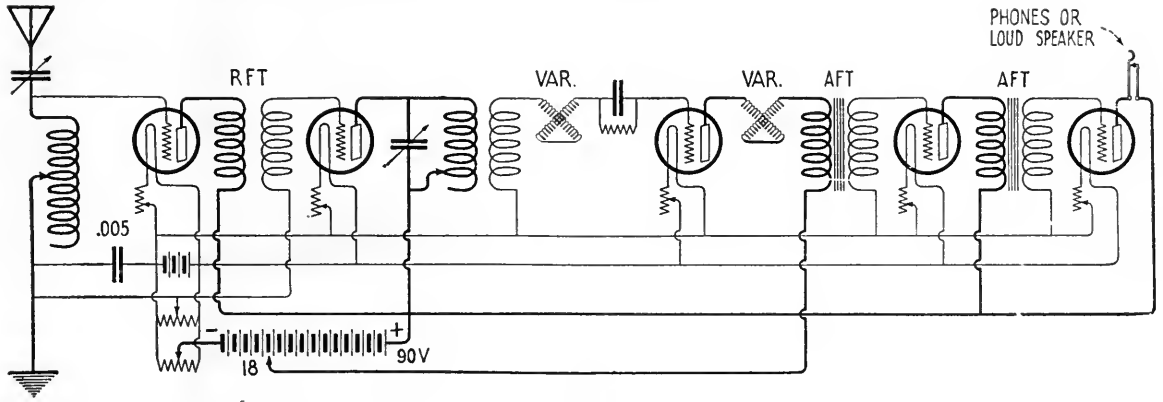 PHONES OR
LOUD SPEAKER
RFT
VAR.
VAR.
AFT
AFT
.005
- +
18
90V